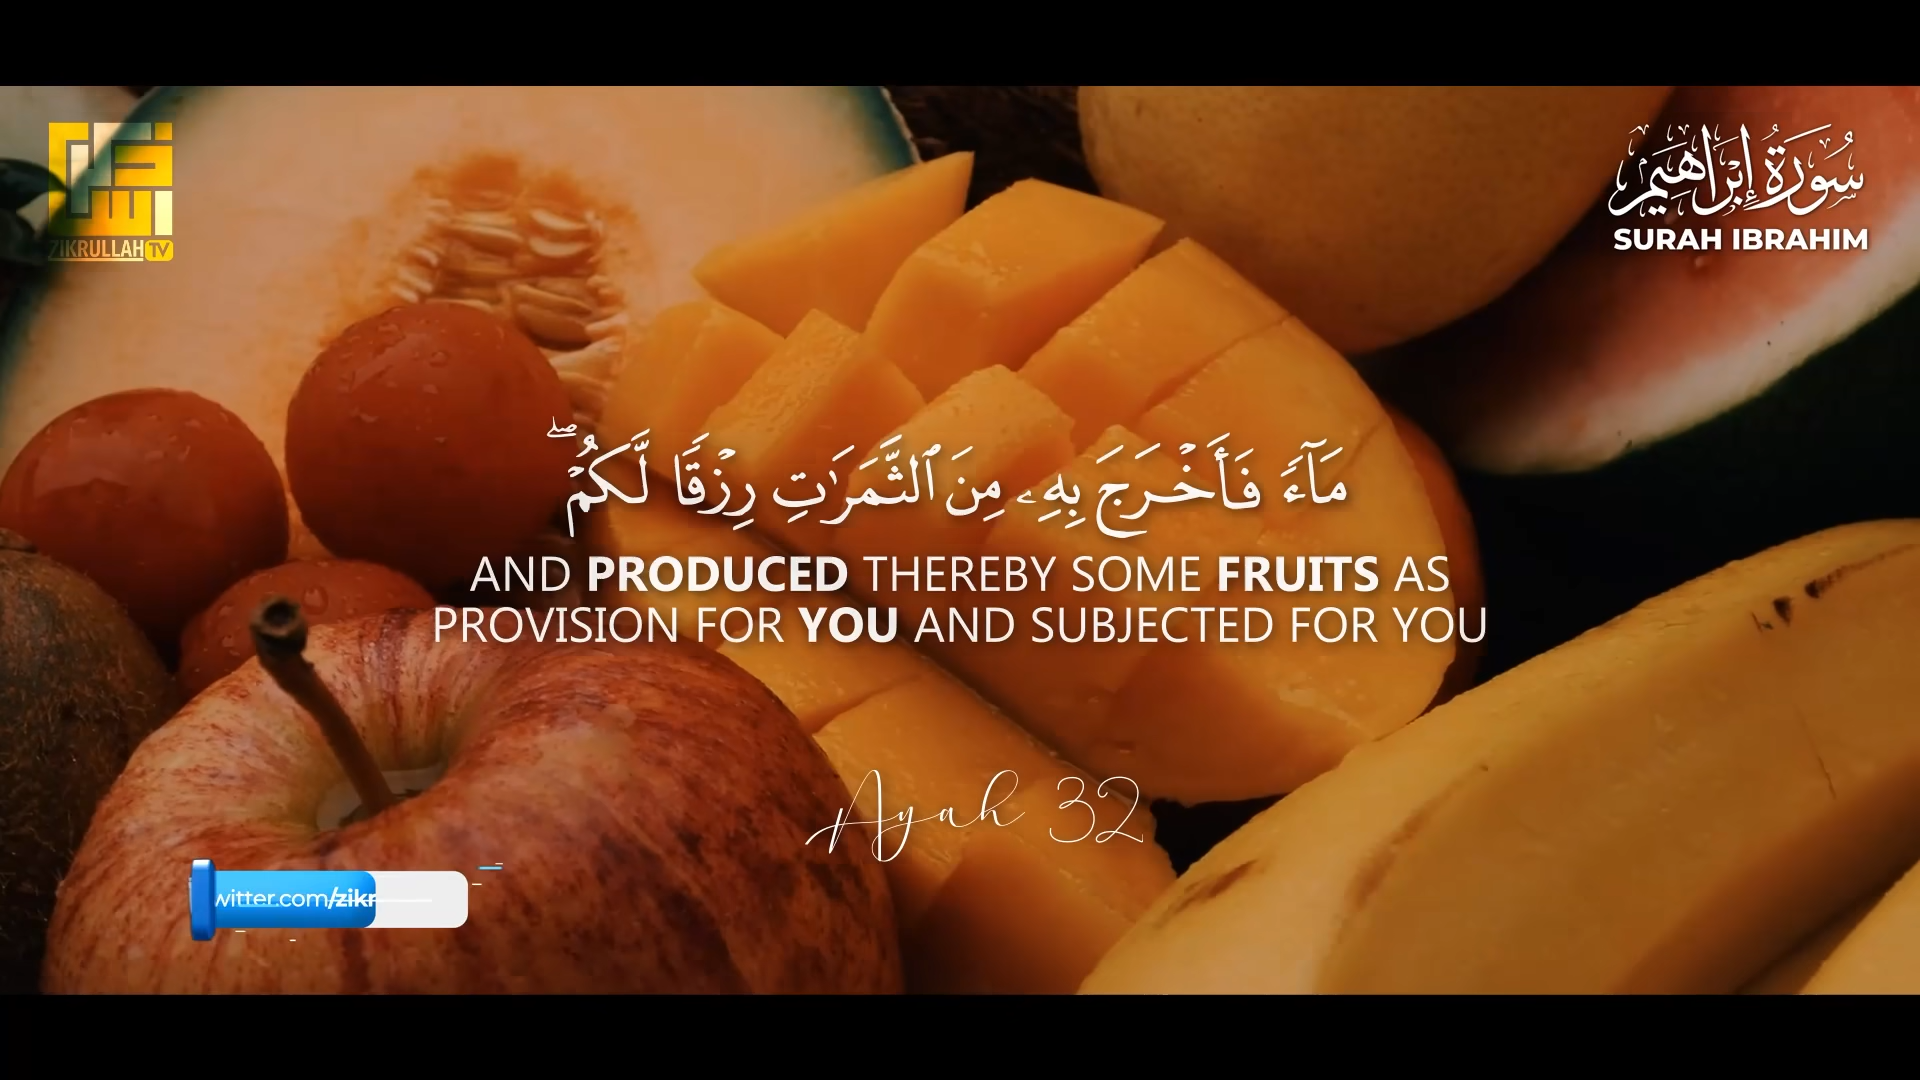 ZIKRULLAH TV
سُورَةُ إِبْرَاهِيم
SURAH IBRAHIM
مَآءً فَأَخْرَجَ بِهِۦ مِنَ ٱلثَّمَرَٰتِ رِزْقًا لَّكُمْ ۖ
AND PRODUCED THEREBY SOME FRUITS AS
PROVISION FOR YOU AND SUBJECTED FOR YOU
Ayah 32
witter.com/zikr